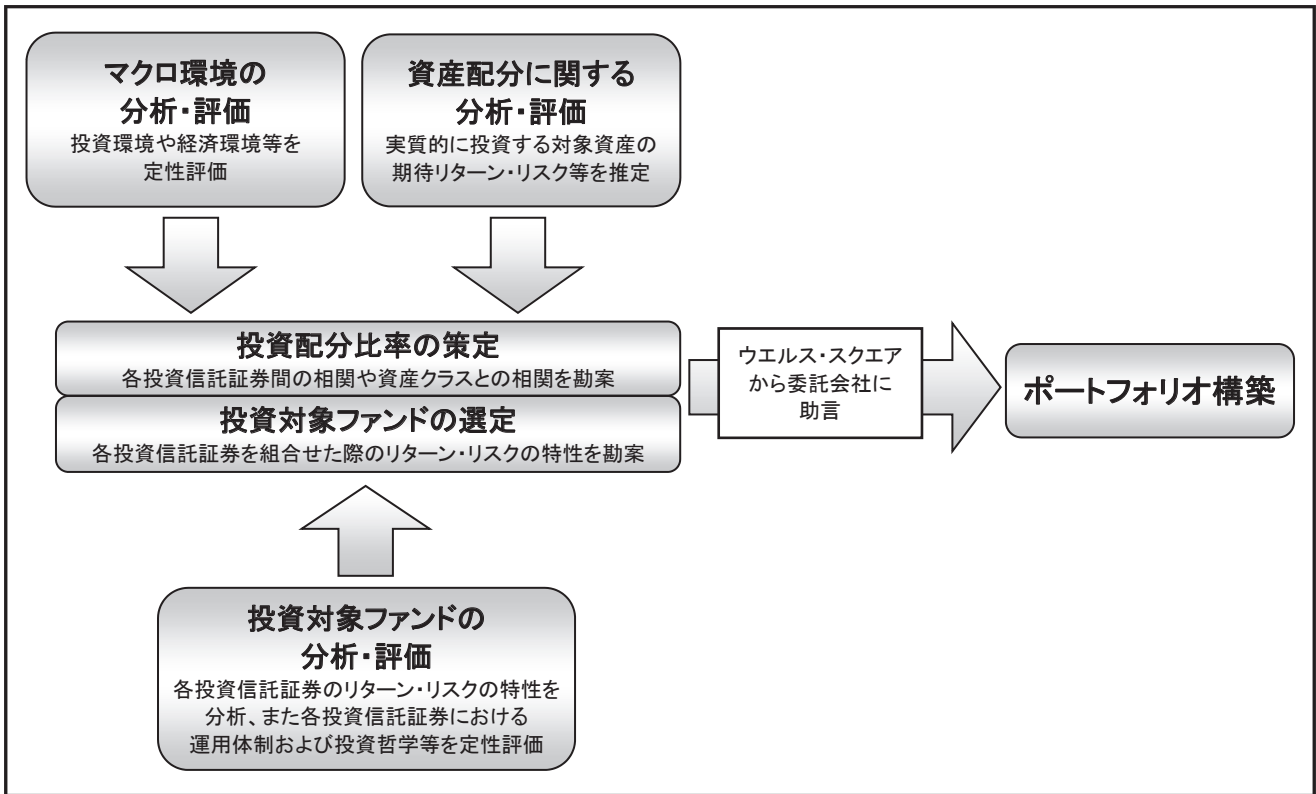 マクロ環境の
分析・評価
投資環境や経済環境等を
定性評価
資産配分に関する
分析・評価
実質的に投資する対象資産の
期待リターン・リスク等を推定
投資配分比率の策定
各投資信託証券間の相関や資産クラスとの相関を勘案
投資対象ファンドの選定
各投資信託証券を組合せた際のリターン・リスクの特性を勘案
ウエルス・スクエア
から委託会社に
助言
ポートフォリオ構築
投資対象ファンドの
分析・評価
各投資信託証券のリターン・リスクの特性を
分析、また各投資信託証券における
運用体制および投資哲学等を定性評価